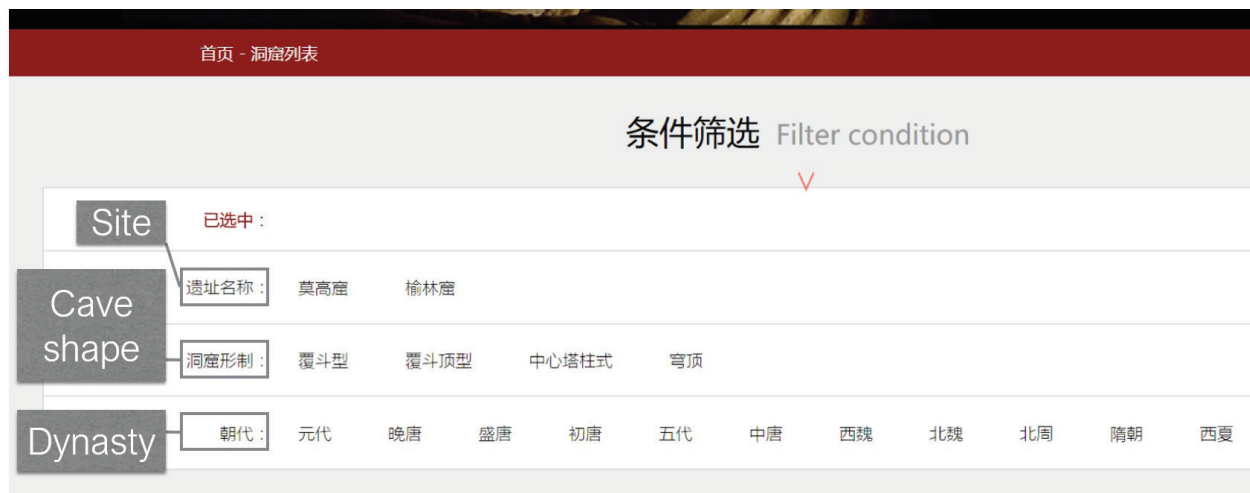 首页 - 洞窟列表
条件筛选 Filter condition
Site
已选中：
遗址名称： 莫高窟 榆林窟
Cave
shape
洞窟形制： 覆斗型 覆斗顶型 中心塔柱式 穹顶
Dynasty
朝代： 元代 晚唐 盛唐 初唐 五代 中唐 西魏 北魏 北周 隋朝 西夏